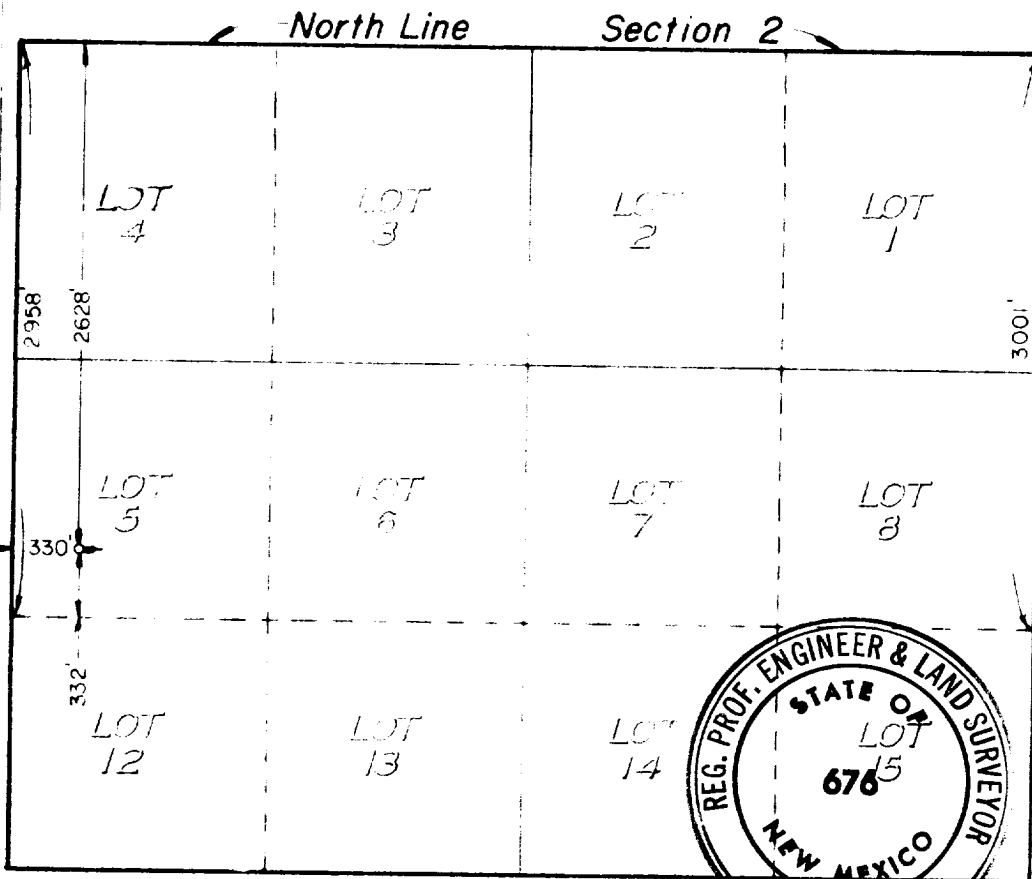 North Line Section 2
LOT
4
LOT
3
LOT
2
LOT
1
2958'
2628'
3001'
LOT
5
LOT
6
LOT
7
LOT
8
330'
332'
LOT
12
LOT
13
LOT
14
LOT
15
REG. PROF. ENGINEER & LAND SURVEYOR
STATE OF
676
NEW MEXICO